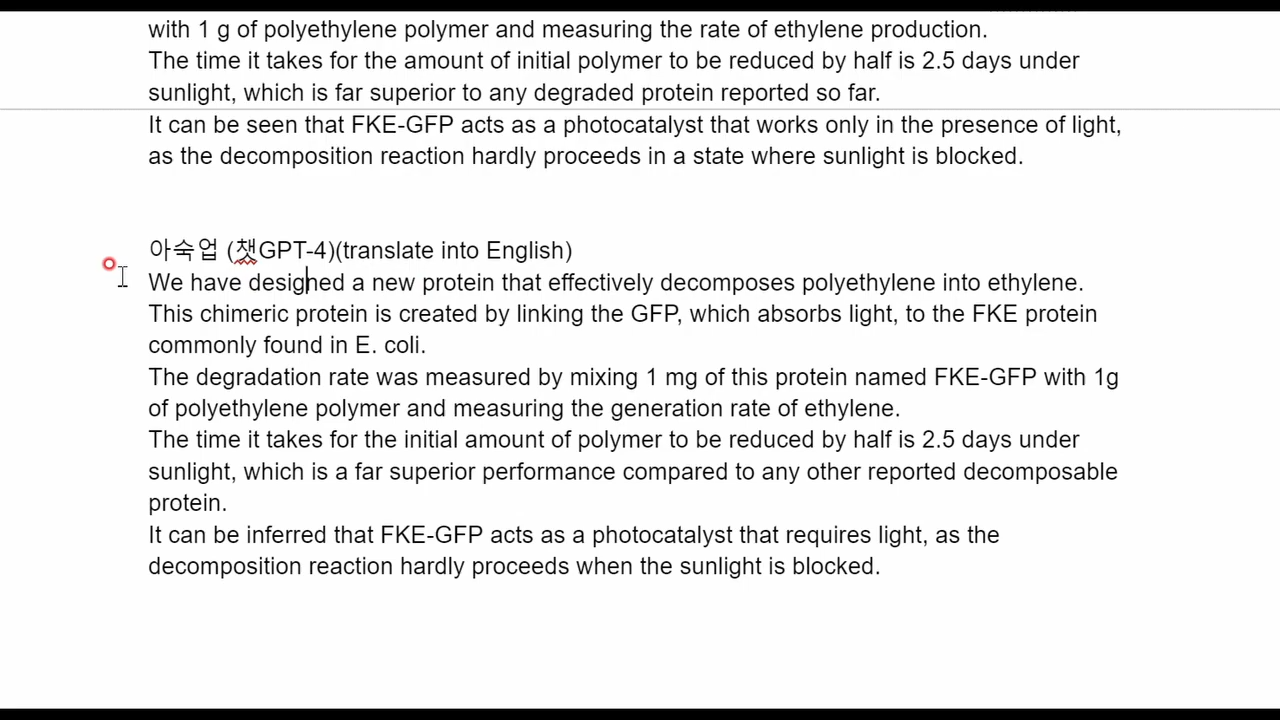 with 1 g of polyethylene polymer and measuring the rate of ethylene production.
The time it takes for the amount of initial polymer to be reduced by half is 2.5 days under
sunlight, which is far superior to any degraded protein reported so far.
It can be seen that FKE-GFP acts as a photocatalyst that works only in the presence of light,
as the decomposition reaction hardly proceeds in a state where sunlight is blocked.
아숙업 (챗GPT-4)(translate into English)
We have designed a new protein that effectively decomposes polyethylene into ethylene.
This chimeric protein is created by linking the GFP, which absorbs light, to the FKE protein
commonly found in E. coli.
The degradation rate was measured by mixing 1 mg of this protein named FKE-GFP with 1g
of polyethylene polymer and measuring the generation rate of ethylene.
The time it takes for the initial amount of polymer to be reduced by half is 2.5 days under
sunlight, which is a far superior performance compared to any other reported decomposable
protein.
It can be inferred that FKE-GFP acts as a photocatalyst that requires light, as the
decomposition reaction hardly proceeds when the sunlight is blocked.